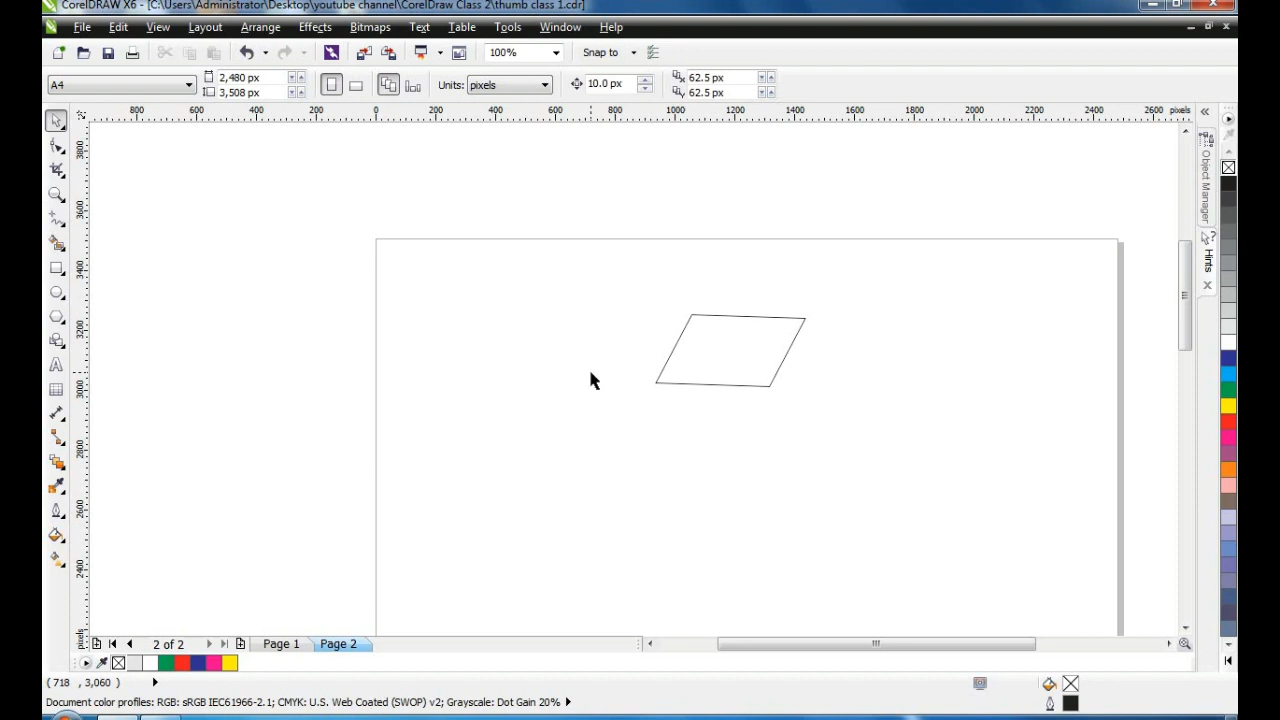 CorelDRAW X6 - [C:\Users\Administrator\Desktop\youtube channel\CorelDraw Class 2\thumb class 1.cdr]
File Edit View Layout Arrange Effects Bitmaps Text Table Tools Window Help
100% Snap to
A4 2,480 px 3,508 px Units: pixels 10.0 px 62.5 px 62.5 px
800 600 400 200 0 200 400 600 800 1000 1200 1400 1600 1800 2000 2200 2400 2600 pixels
3800
3600
3400
3200
3000
2800
2600
2400
pixels
Object Manager
Hints
2 of 2 Page 1 Page 2
( 718 , 3,060 )
Document color profiles: RGB: sRGB IEC61966-2.1; CMYK: U.S. Web Coated (SWOP) v2; Grayscale: Dot Gain 20%